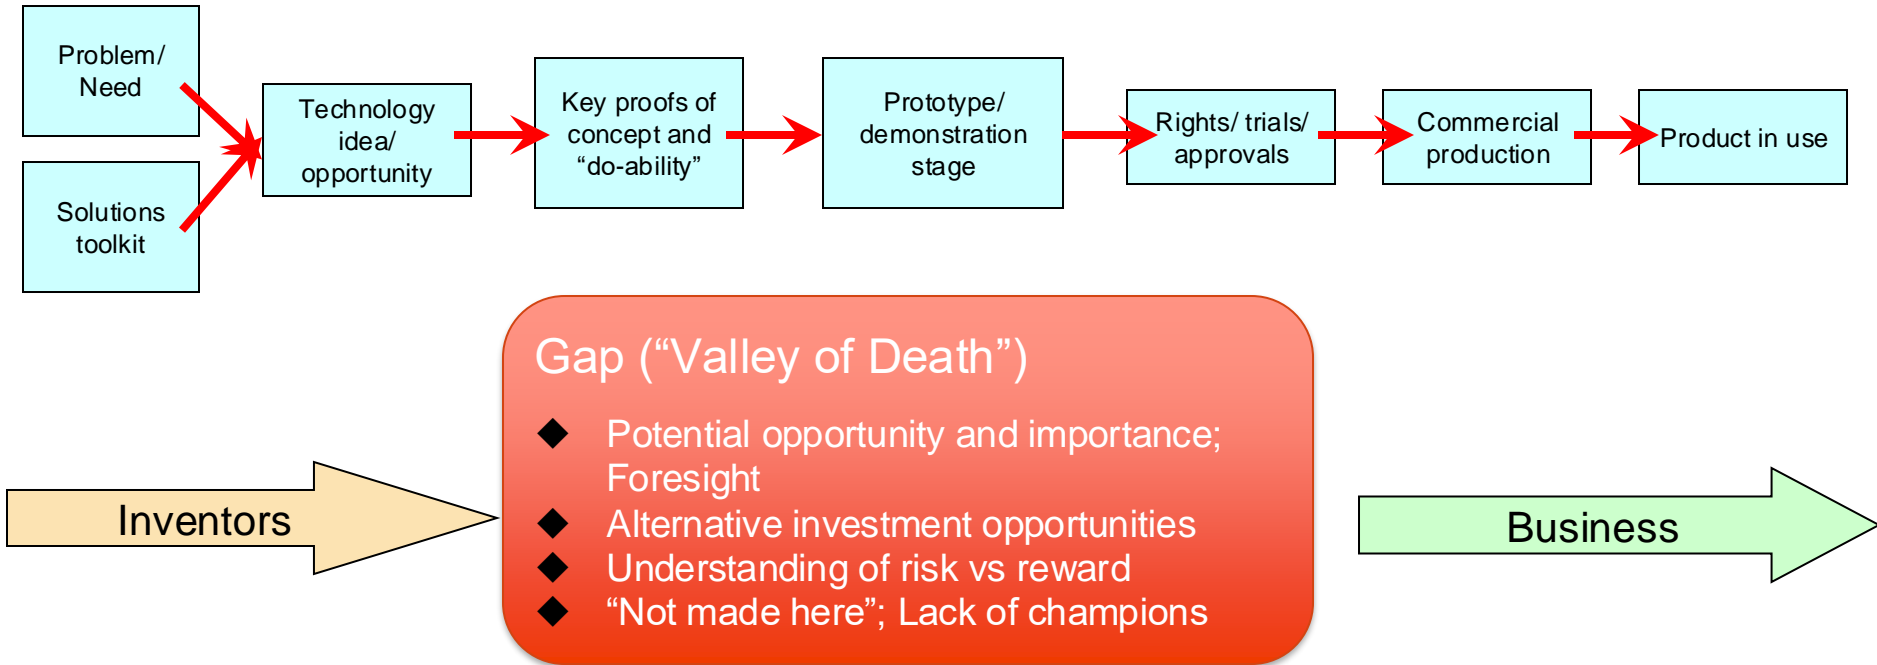 Problem/
Need
Solutions
toolkit
Technology
idea/
opportunity
Key proofs of
concept and
“do-ability”
Prototype/
demonstration
stage
Rights/ trials/
approvals
Commercial
production
Product in use
Gap (“Valley of Death”)
Potential opportunity and importance;
Foresight
Alternative investment opportunities
Understanding of risk vs reward
“Not made here”; Lack of champions
Inventors
Business